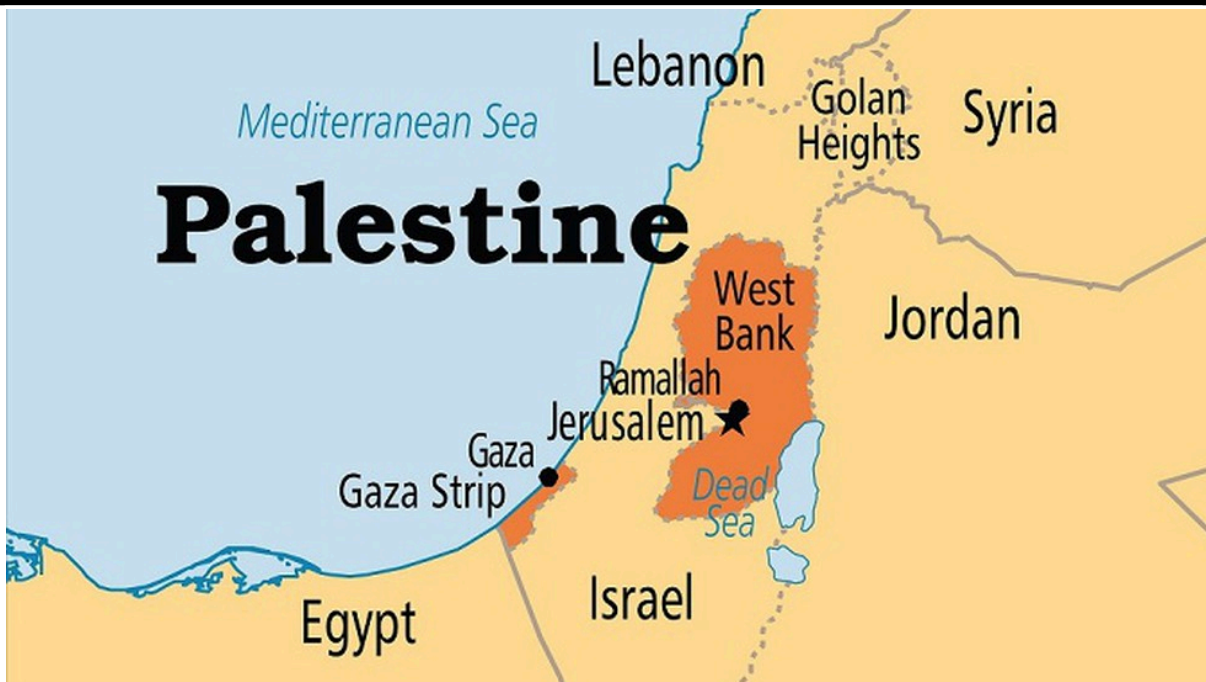 Lebanon
Golan
Heights
Syria
Mediterranean Sea
Palestine
West
Bank
Jordan
Ramallah
Jerusalem
Gaza
Gaza Strip
Dead
Sea
Israel
Egypt